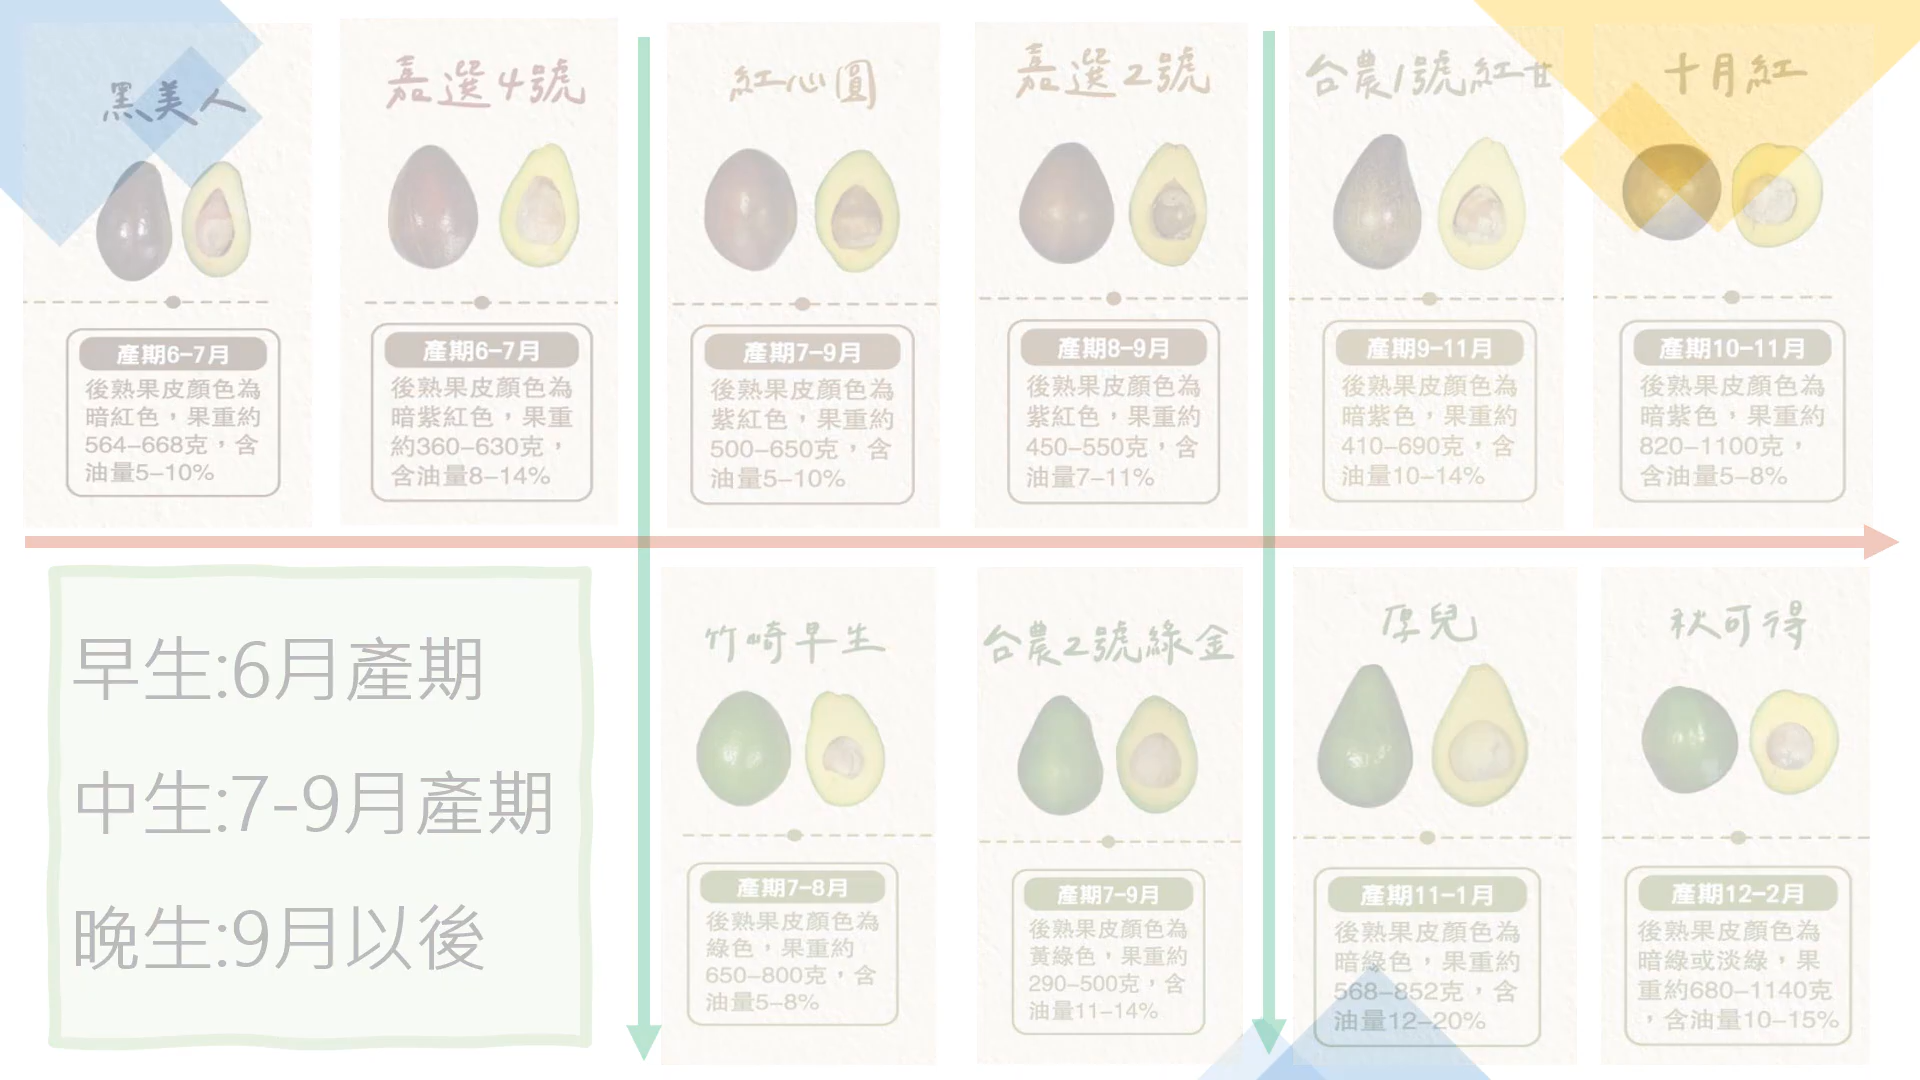 黑美人
產期6-7月
後熟果皮顏色為
暗紅色，果重約
564-668克，含
油量5-10%
嘉選4號
產期6-7月
後熟果皮顏色為
暗紫紅色，果重
約360-630克，
含油量8-14%
紅心圓
產期7-9月
後熟果皮顏色為
紫紅色，果重約
500-650克，含
油量5-10%
嘉選2號
產期8-9月
後熟果皮顏色為
紫紅色，果重約
450-550克，含
油量7-11%
台農1號紅甘
產期9-11月
後熟果皮顏色為
暗紫色，果重約
410-690克，含
油量10-14%
十月紅
產期10-11月
後熟果皮顏色為
暗紫色，果重約
820-1100克，
含油量5-8%
早生:6月產期
中生:7-9月產期
晚生:9月以後
竹崎早生
產期7-8月
後熟果皮顏色為
綠色，果重約
650-800克，含
油量5-8%
台農2號綠金
產期7-9月
後熟果皮顏色為
黃綠色，果重約
290-500克，含
油量11-14%
厚兒
產期11-1月
後熟果皮顏色為
暗綠色，果重約
568-852克，含
油量12-20%
秋可得
產期12-2月
後熟果皮顏色為
暗綠或淡綠，果
重約680-1140克
，含油量10-15%